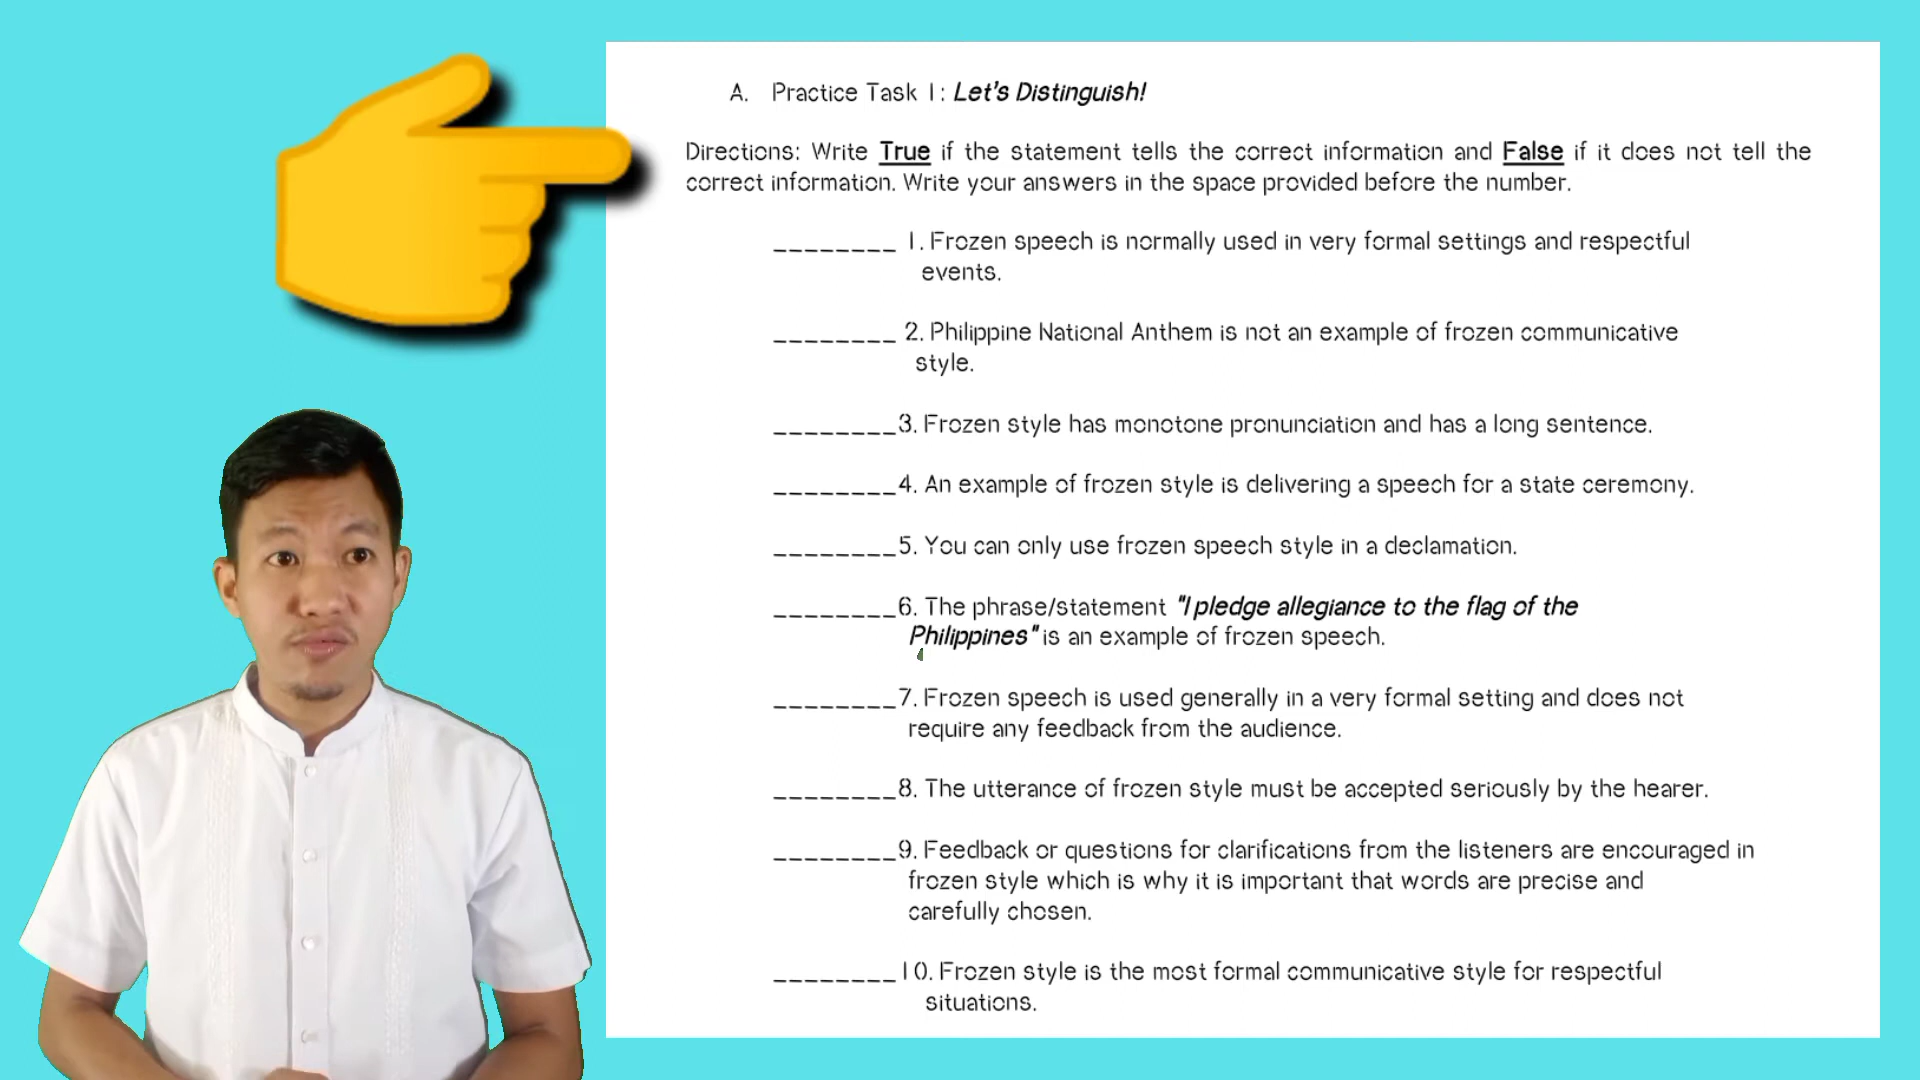 A. Practice Task 1: Let's Distinguish!
Directions: Write True if the statement tells the correct information and False if it does not tell the
correct information. Write your answers in the space provided before the number.
________ 1. Frozen speech is normally used in very formal settings and respectful
events.
________ 2. Philippine National Anthem is not an example of frozen communicative
style.
________3. Frozen style has monotone pronunciation and has a long sentence.
________4. An example of frozen style is delivering a speech for a state ceremony.
________5. You can only use frozen speech style in a declamation.
________6. The phrase/statement "I pledge allegiance to the flag of the
Philippines" is an example of frozen speech.
________7. Frozen speech is used generally in a very formal setting and does not
require any feedback from the audience.
________8. The utterance of frozen style must be accepted seriously by the hearer.
________9. Feedback or questions for clarifications from the listeners are encouraged in
frozen style which is why it is important that words are precise and
carefully chosen.
________10. Frozen style is the most formal communicative style for respectful
situations.